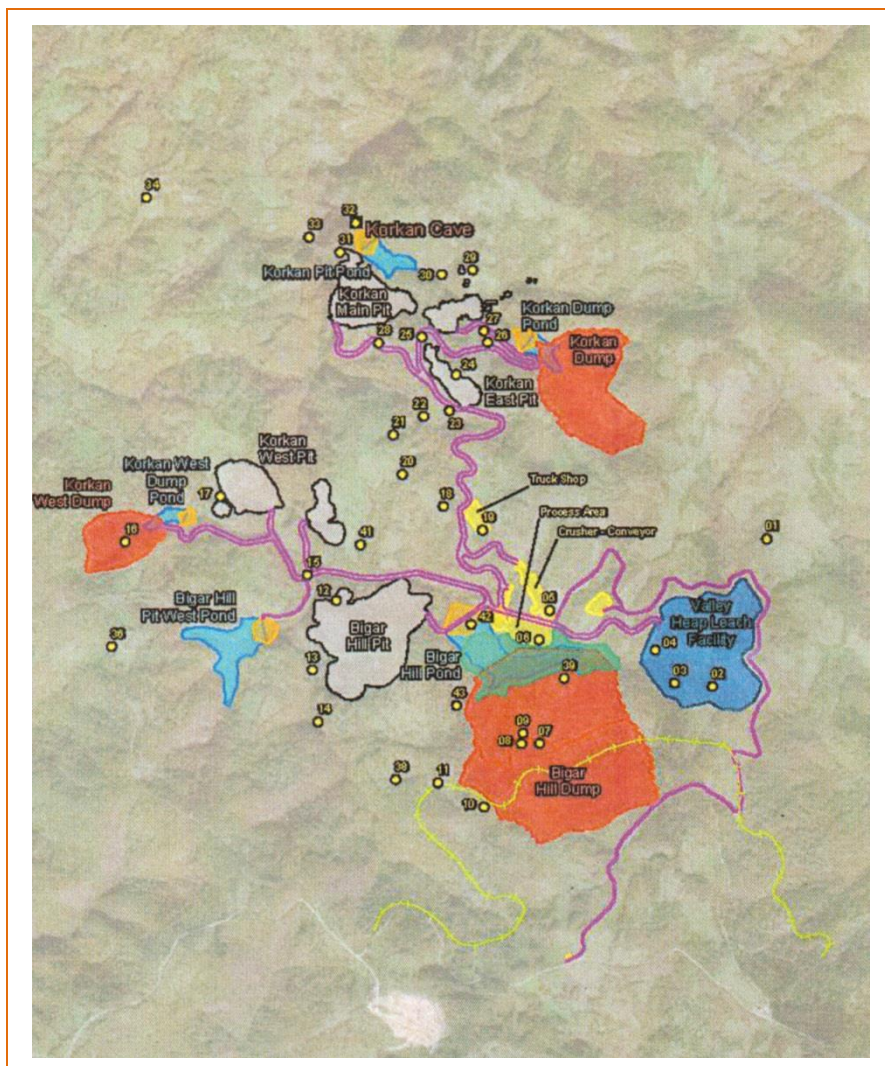 34
32
33
Korkan Cave
31
29
30
Korkan Pit Pond
Korkan
Main Pit
Korkan Dump
Pond
27
28
25
26
Korkan
Dump
24
Korkan
East Pit
22
23
21
Korkan
West Pit
20
Korkan West
Dump
Pond
Korkan
West Dump
17
Truck Shop
18
Process Area
19
Crusher - Conveyor
01
16
41
15
12
Bigar Hill
Pit West Pond
05
Valley
Heap Leach
Facility
42
Bigar
Hill Pit
06
04
36
13
Bigar
Hill Pond
39
03
02
43
14
09
08
07
38
11
Bigar
Hill Dump
10